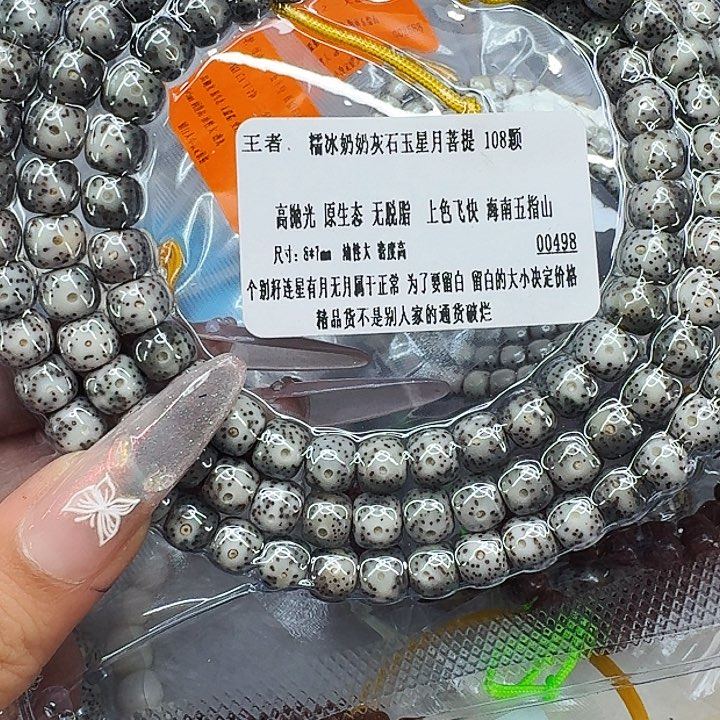 王者、 糯冰奶奶灰石玉星月菩提 108颗
高抛光 原生态 无脱脂 上色飞快 海南五指山
尺寸: 8*7mm 油性大 密度高
00498
个别籽连星有月无月属于正常 为了要留白 留白的大小决定价格
精品货不是别人家的通货破烂